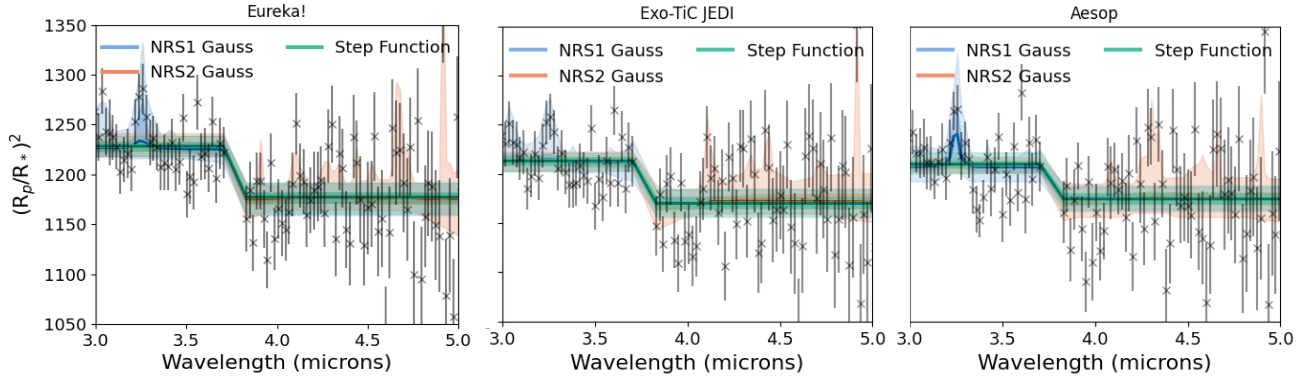 Eureka!
1350
1300
1250
1200
1150
1100
1050
(Rp/R*)²
NRS1 Gauss
NRS2 Gauss
Step Function
3.0 3.5 4.0 4.5 5.0
Wavelength (microns)
Exo-TiC JEDI
NRS1 Gauss
NRS2 Gauss
Step Function
3.0 3.5 4.0 4.5 5.0
Wavelength (microns)
Aesop
NRS1 Gauss
NRS2 Gauss
Step Function
3.0 3.5 4.0 4.5 5.0
Wavelength (microns)